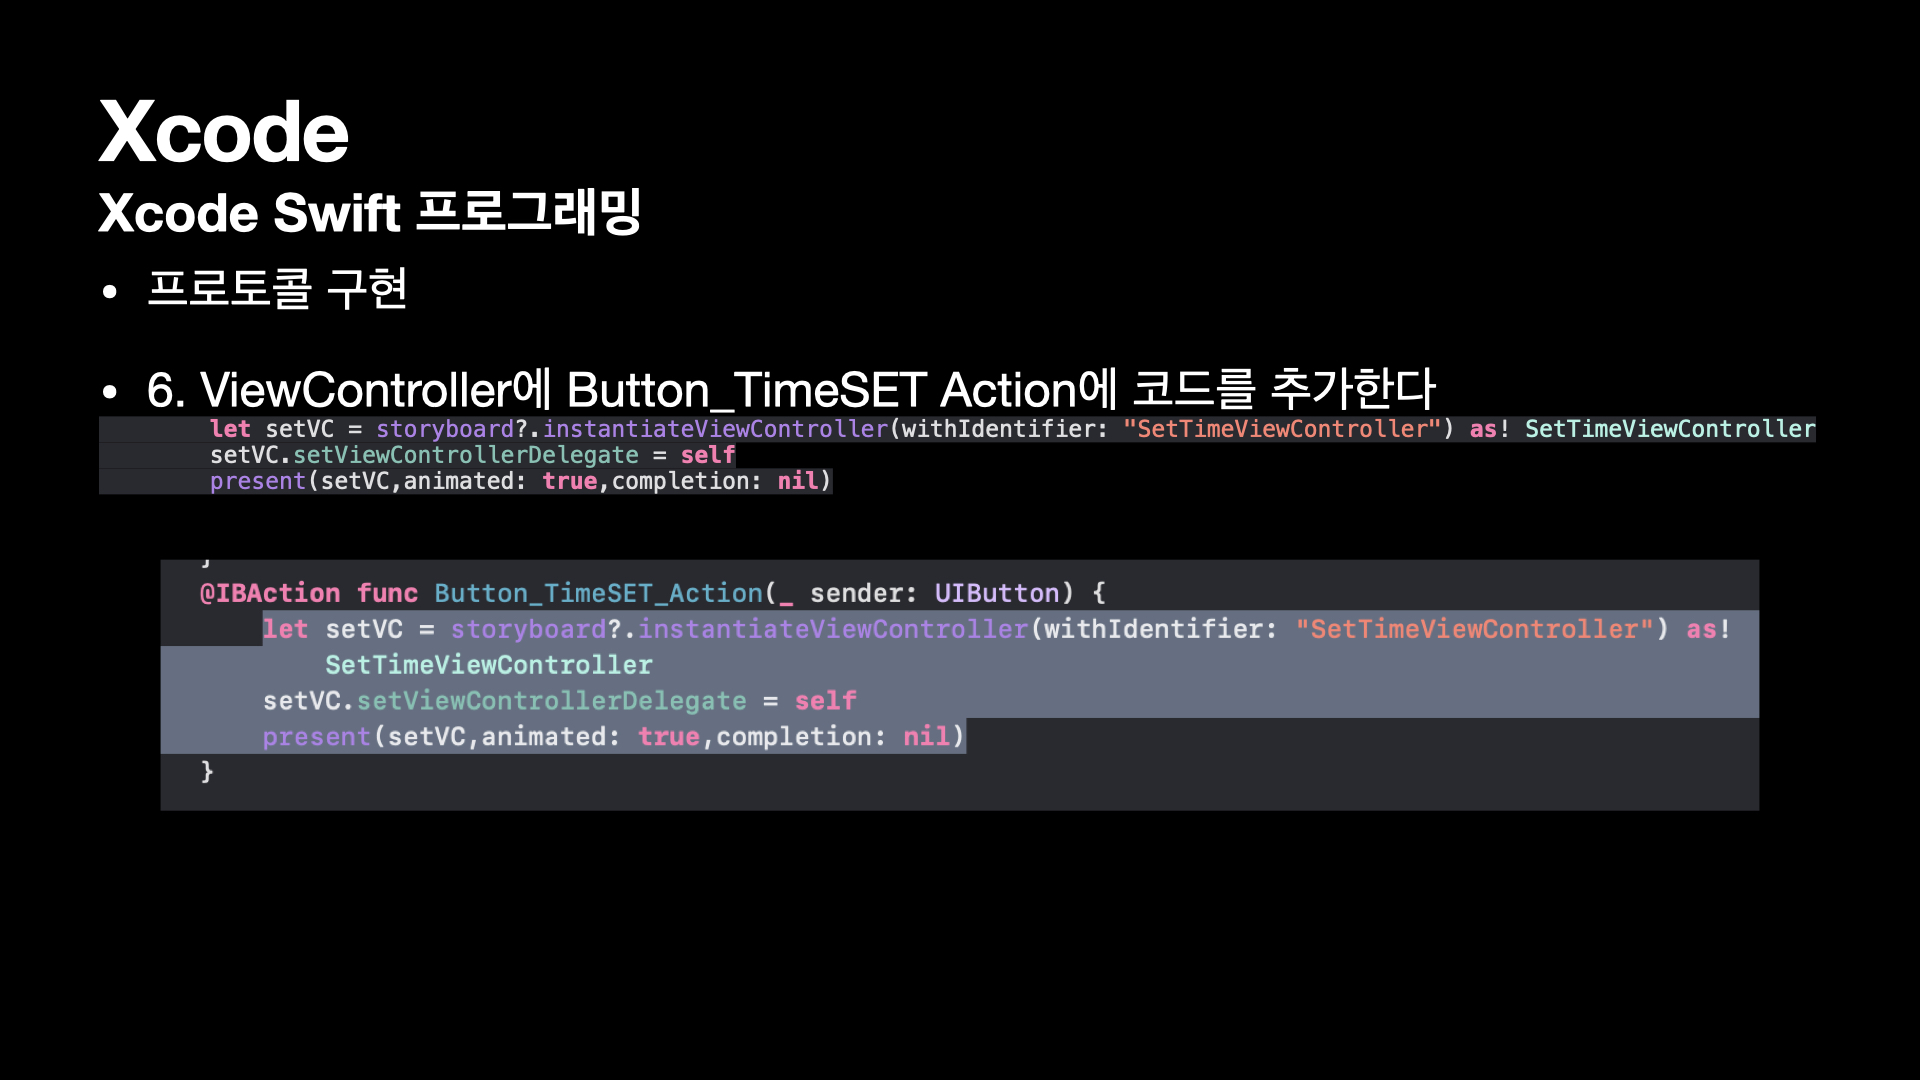 Xcode
Xcode Swift 프로그래밍
• 프로토콜 구현
• 6. ViewController에 Button_TimeSET Action에 코드를 추가한다
let setVC = storyboard?.instantiateViewController(withIdentifier: "SetTimeViewController") as! SetTimeViewController
setVC.setViewControllerDelegate = self
present(setVC,animated: true,completion: nil)
}
@IBAction func Button_TimeSET_Action(_ sender: UIButton) {
let setVC = storyboard?.instantiateViewController(withIdentifier: "SetTimeViewController") as!
SetTimeViewController
setVC.setViewControllerDelegate = self
present(setVC,animated: true,completion: nil)
}